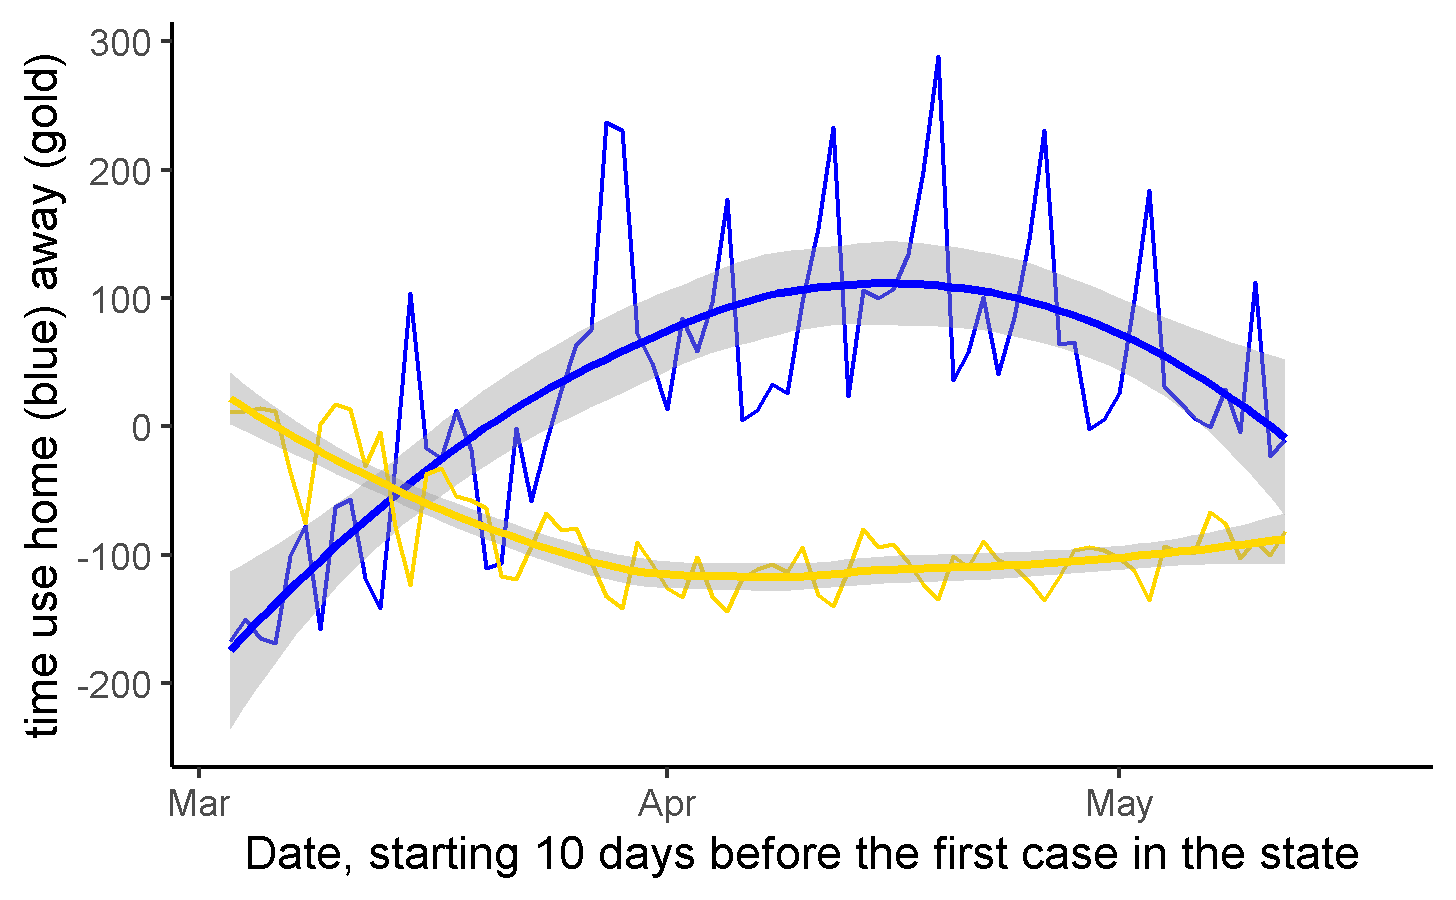 time use home (blue) away (gold)
300
200
100
0
-100
-200
Mar
Apr
May
Date, starting 10 days before the first case in the state